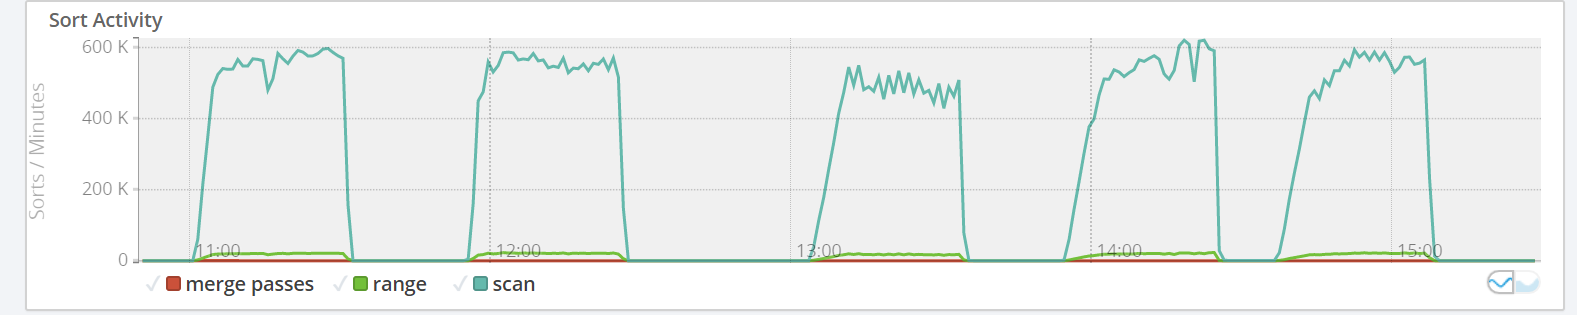 Sort Activity
Sorts / Minutes
600 K
400 K
200 K
0
11:00 12:00 13:00 14:00 15:00
merge passes range scan